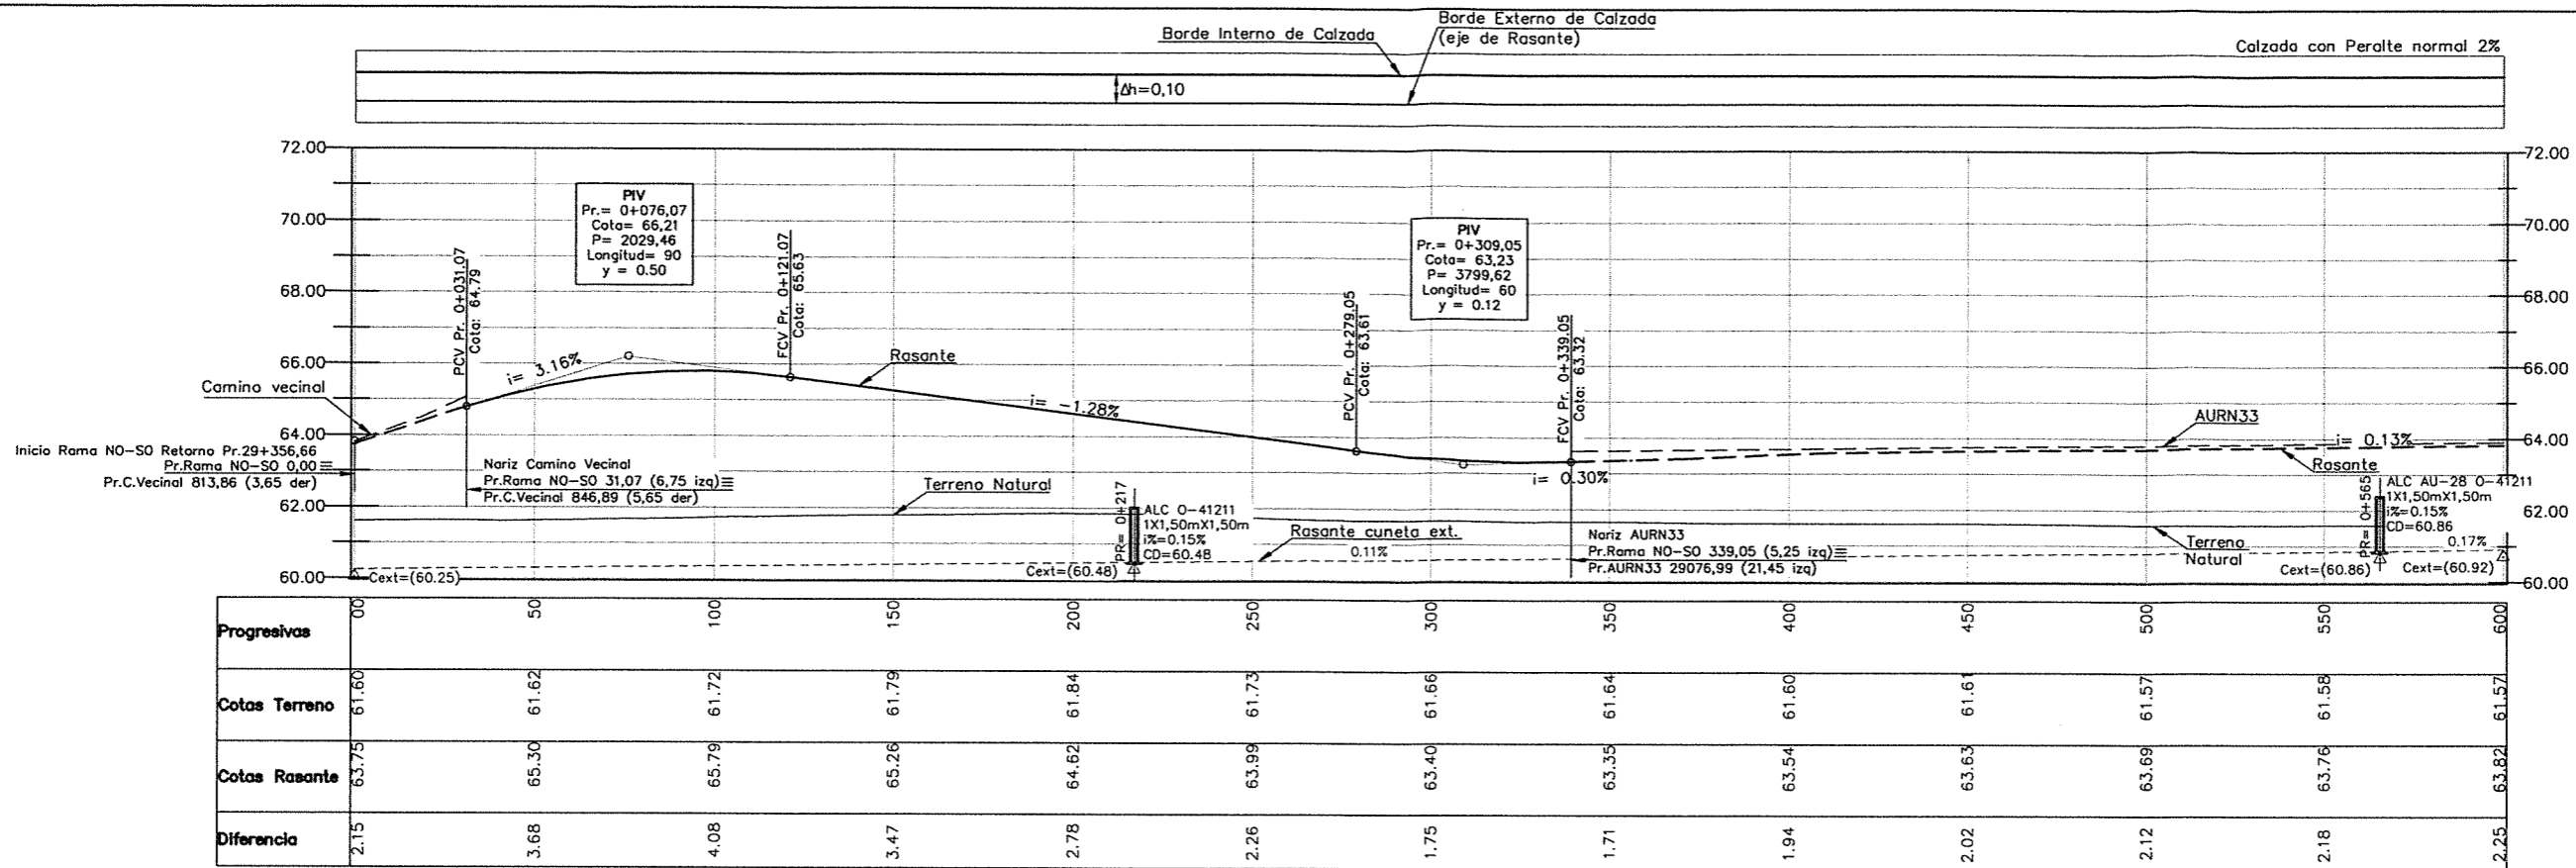 Borde Interno de Calzada
Borde Externo de Calzada
(eje de Rasante)
Calzada con Peralte normal 2%
Δh=0,10
72.00
70.00
68.00
66.00
64.00
62.00
60.00
72.00
70.00
68.00
66.00
64.00
62.00
60.00
PIV
Pr.= 0+076,07
Cota= 66,21
P= 2029,46
Longitud= 90
y = 0.50
PIV
Pr.= 0+309,05
Cota= 63,23
P= 3799,62
Longitud= 60
y = 0.12
PCV Pr. 0+031.07
Cota: 64.79
FCV Pr. 0+121.07
Cota: 65.63
PCV Pr. 0+279.05
Cota: 63.61
FCV Pr. 0+339.05
Cota: 63.32
i= 3.16%
Rasante
i= -1.28%
i= 0.30%
AURN33
i= 0.13%
Rasante
Camino vecinal
Inicio Rama NO-SO Retorno Pr.29+356,66
Pr.Rama NO-SO 0,00≡
Pr.C.Vecinal 813,86 (3,65 der)
Nariz Camino Vecinal
Pr.Rama NO-SO 31,07 (6,75 izq)≡
Pr.C.Vecinal 846,89 (5,65 der)
Terreno Natural
PR= 0+217
ALC O-41211
1X1,50mX1,50m
i%=0.15%
CD=60.48
Rasante cuneta ext.
0.11%
Nariz AURN33
Pr.Rama NO-SO 339,05 (5,25 izq)≡
Pr.AURN33 29076,99 (21,45 izq)
PR= 0+565
ALC AU-28 O-41211
1X1,50mX1,50m
i%=0.15%
CD=60.86
0.17%
Terreno
Natural
Cext=(60.25)
Cext=(60.48)
Cext=(60.86)
Cext=(60.92)
Progresivas 00 50 100 150 200 250 300 350 400 450 500 550 600
Cotas Terreno 61.60 61.62 61.72 61.79 61.84 61.73 61.66 61.64 61.60 61.61 61.57 61.58 61.57
Cotas Rasante 63.75 65.30 65.79 65.26 64.62 63.99 63.40 63.35 63.54 63.63 63.69 63.76 63.82
Diferencia 2.15 3.68 4.08 3.47 2.78 2.26 1.75 1.71 1.94 2.02 2.12 2.18 2.25